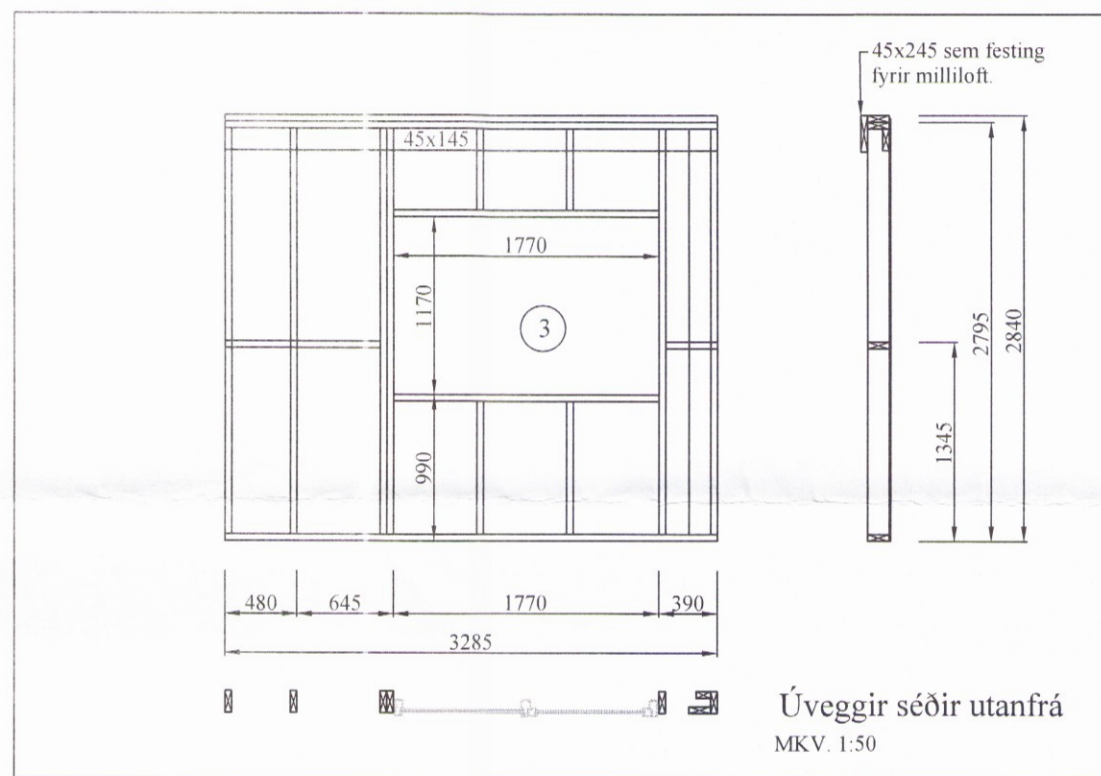 45x245 sem festing
fyrir milliloft.
45x145
1770
1170
3
990
2795
2840
1345
480
645
1770
390
3285
Úveggir séðir utanfrá
MKV. 1:50